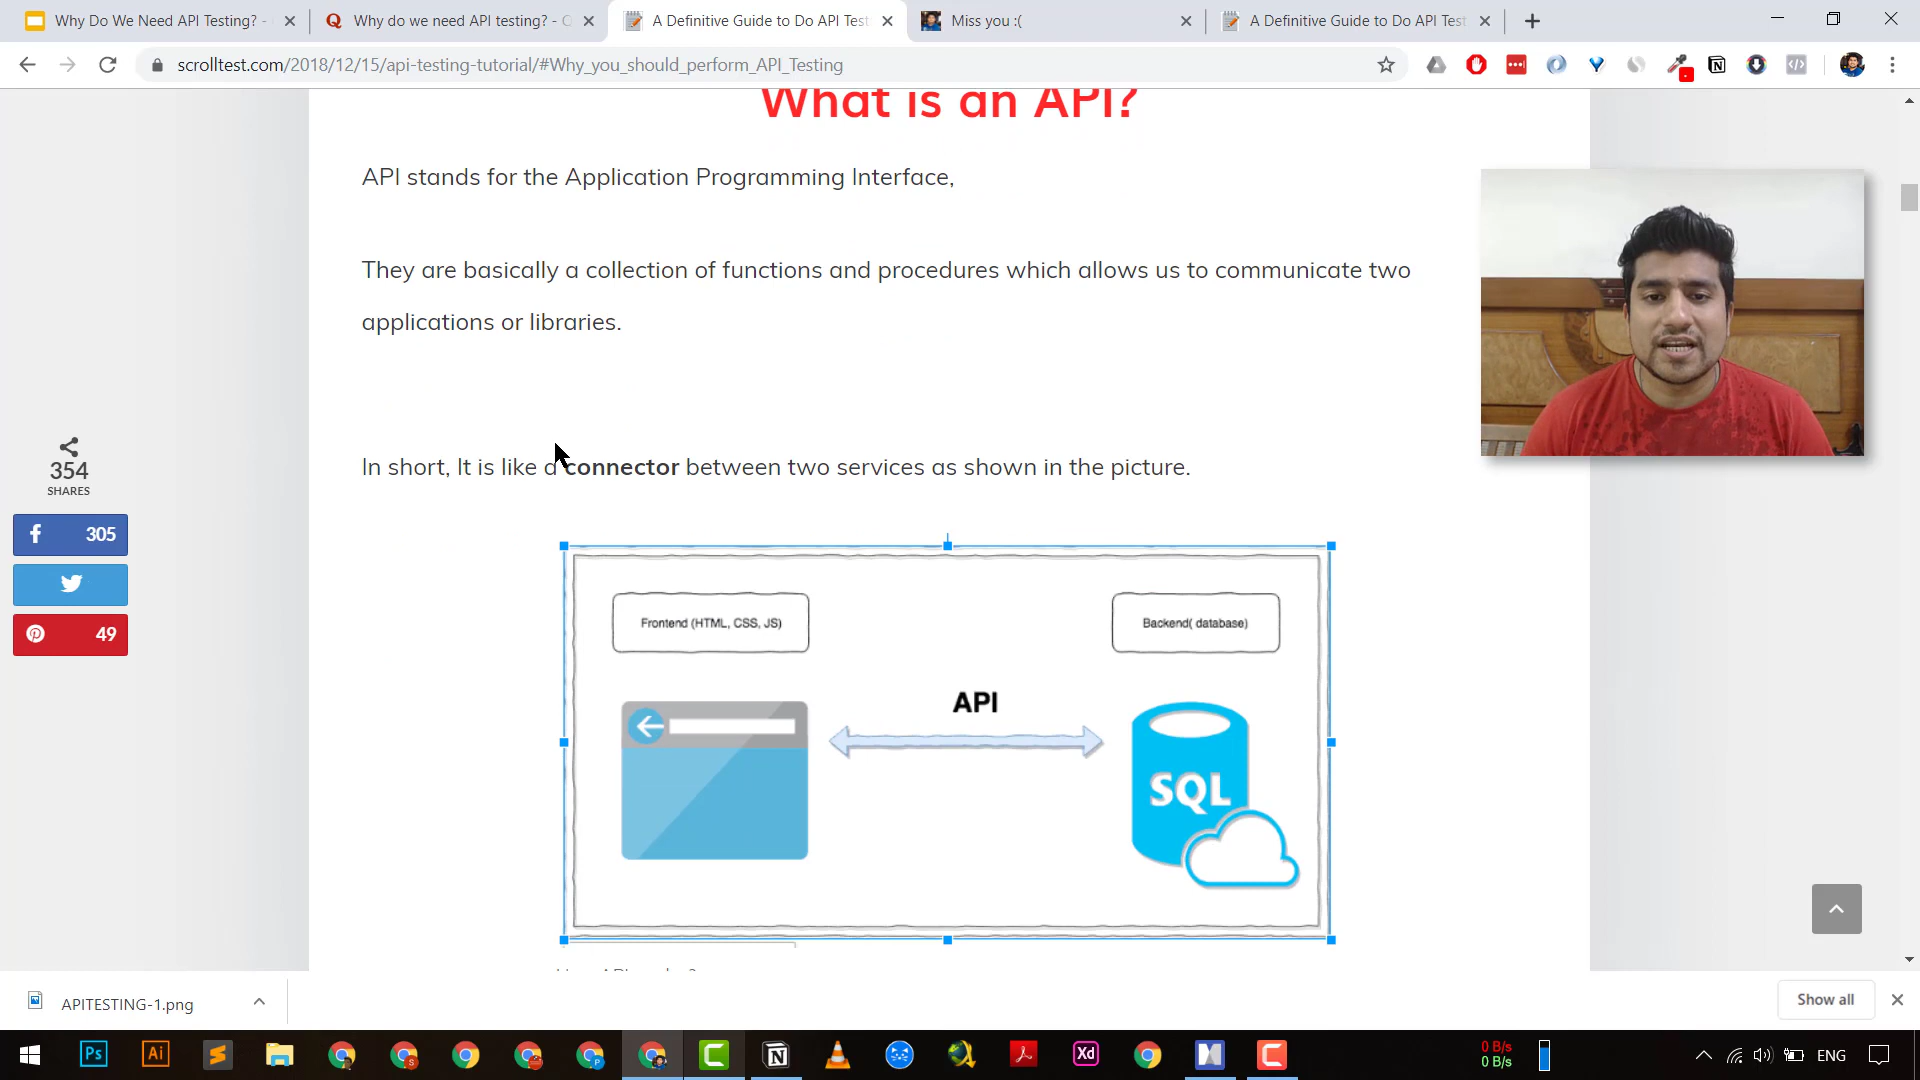 Why Do We Need API Testing? -
Why do we need API testing? - Q
A Definitive Guide to Do API Test
Miss you :(
A Definitive Guide to Do API Test
scrolltest.com/2018/12/15/api-testing-tutorial/#Why_you_should_perform_API_Testing
What is an API?
API stands for the Application Programming Interface,
They are basically a collection of functions and procedures which allows us to communicate two
applications or libraries.
In short, It is like a connector between two services as shown in the picture.
354
SHARES
305
49
Frontend (HTML, CSS, JS)
Backend( database)
API
SQL
APITESTING-1.png
Show all
Ps
Ai
Xd
0 B/s
0 B/s
ENG